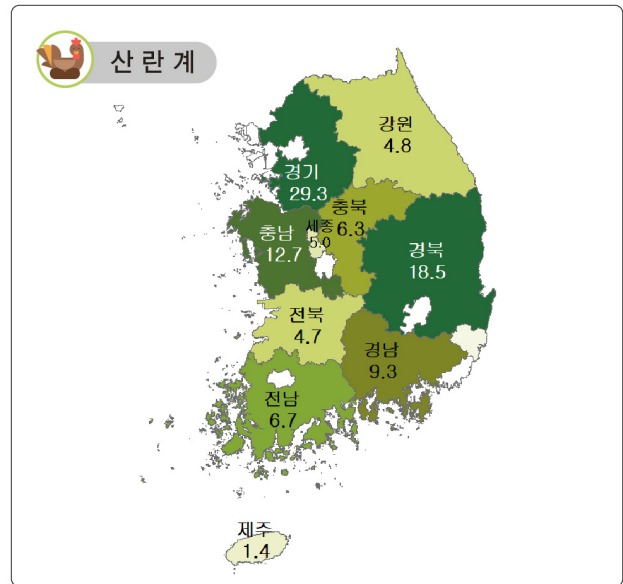 산란계
강원
4.8
경기
29.3
충북
6.3
세종
5.0
충남
12.7
경북
18.5
전북
4.7
경남
9.3
전남
6.7
제주
1.4